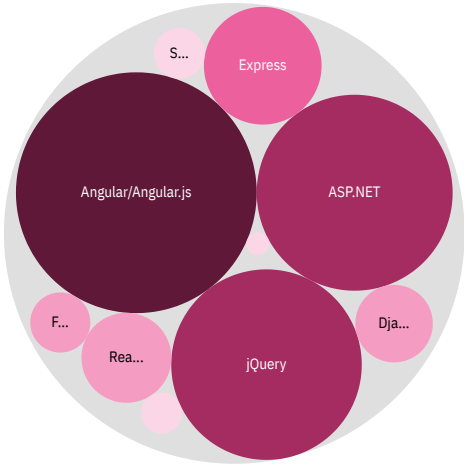 S...
Express
Angular/Angular.js
ASP.NET
F...
Rea...
Dja...
jQuery